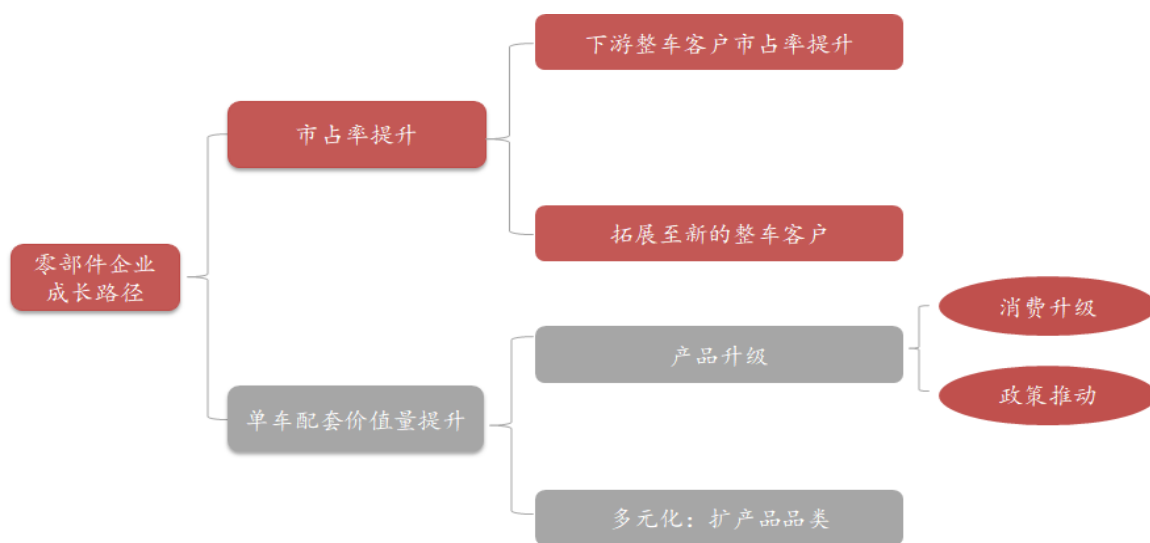 下游整车客户市占率提升
市占率提升
拓展至新的整车客户
零部件企业
成长路径
消费升级
产品升级
政策推动
单车配套价值量提升
多元化：扩产品品类